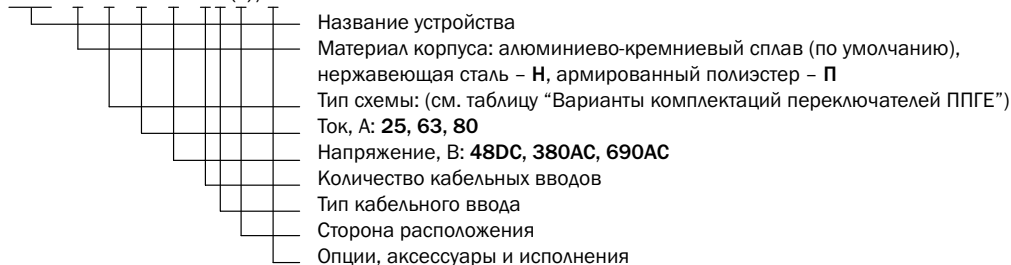 Название устройства
Материал корпуса: алюминиево-кремниевый сплав (по умолчанию),
нержавеющая сталь – Н, армированный полиэстер – П
Тип схемы: (см. таблицу “Варианты комплектаций переключателей ППГЕ”)
Ток, А: 25, 63, 80
Напряжение, В: 48DC, 380AC, 690AC
Количество кабельных вводов
Тип кабельного ввода
Сторона расположения
Опции, аксессуары и исполнения